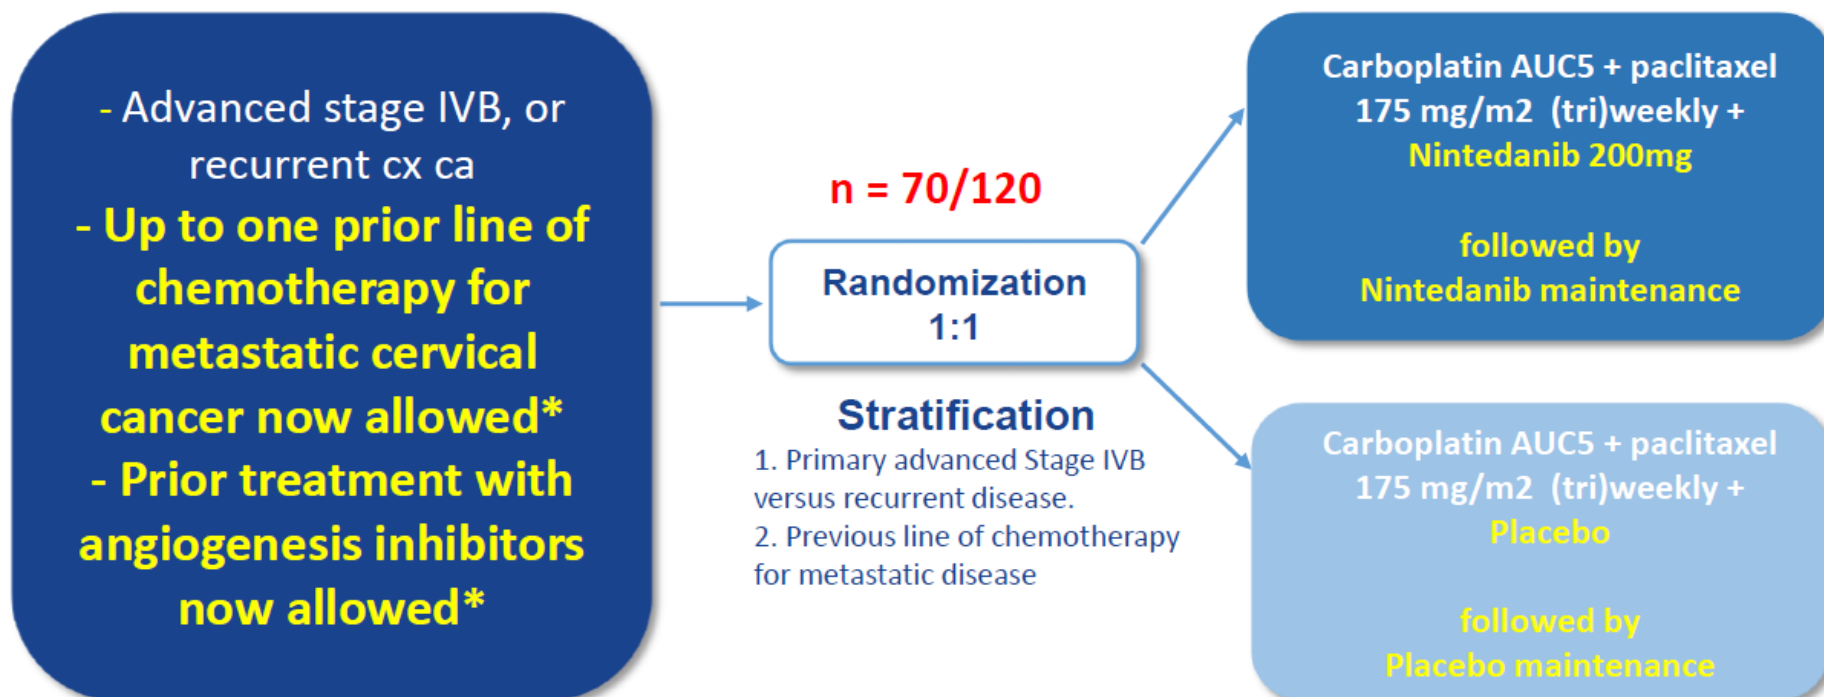 - Advanced stage IVB, or
recurrent cx ca
- Up to one prior line of
chemotherapy for
metastatic cervical
cancer now allowed*
- Prior treatment with
angiogenesis inhibitors
now allowed*
n = 70/120
Randomization
1:1
Stratification
1. Primary advanced Stage IVB
versus recurrent disease.
2. Previous line of chemotherapy
for metastatic disease
Carboplatin AUC5 + paclitaxel
175 mg/m2 (tri)weekly +
Nintedanib 200mg
followed by
Nintedanib maintenance
Carboplatin AUC5 + paclitaxel
175 mg/m2 (tri)weekly +
Placebo
followed by
Placebo maintenance